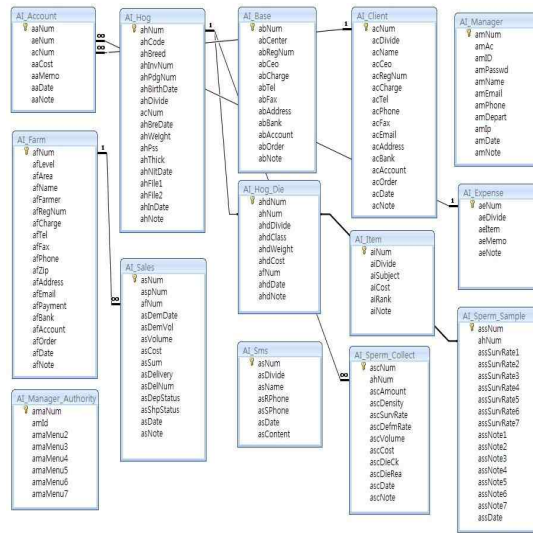 AI_Account
aaNum
aeNum
acNum
aaCost
aaMemo
aaDate
aaNote
AI_Hog
ahNum
ahCode
ahBreed
ahInvNum
ahPdgNum
ahBirthDate
ahDivide
acNum
ahBreDate
ahWeight
ahPss
ahThick
ahNitDate
ahFile1
ahFile2
ahInDate
ahNote
AI_Base
abNum
abCenter
abRegNum
abCeo
abCharge
abTel
abFax
abAddress
abBank
abAccount
abOrder
abNote
AI_Client
acNum
acDivide
acName
acCeo
acRegNum
acCharge
acTel
acPhone
acFax
acEmail
acAddress
acBank
acAccount
acOrder
acDate
acNote
AI_Manager
amNum
amAc
amID
amPasswd
amName
amEmail
amPhone
amDepart
amIp
amDate
amNote
AI_Farm
afNum
afLevel
afArea
afName
afFarmer
afRegNum
afCharge
afTel
afFax
afPhone
afZip
afAddress
afEmail
afPayment
afBank
afAccount
afOrder
afDate
afNote
AI_Hog_Die
ahdNum
ahNum
ahdDivide
ahdClass
ahdWeight
ahdCost
afNum
ahdDate
ahdNote
AI_Expense
aeNum
aeDivide
aeItem
aeMemo
aeNote
AI_Item
aiNum
aiDivide
aiSubject
aiCost
aiRank
aiNote
AI_Sales
asNum
aspNum
afNum
asDemDate
asDemVol
asVolume
asCost
asSum
asDelivery
asDelNum
asDepStatus
asShpStatus
asDate
asNote
AI_Sms
asNum
asDivide
asName
asRPhone
asSPhone
asDate
asContent
AI_Sperm_Collect
ascNum
ahNum
ascAmount
ascDensity
ascSurvRate
ascDefmRate
ascVolume
ascCost
ascDieCk
ascDieRea
ascDate
ascNote
AI_Sperm_Sample
assNum
ahNum
assSurvRate1
assSurvRate2
assSurvRate3
assSurvRate4
assSurvRate5
assSurvRate6
assSurvRate7
assNote1
assNote2
assNote3
assNote4
assNote5
assNote6
assNote7
assDate
AI_Manager_Authority
amaNum
amId
amaMenu2
amaMenu3
amaMenu4
amaMenu5
amaMenu6
amaMenu7
1
1
1
1
∞
∞
∞
∞